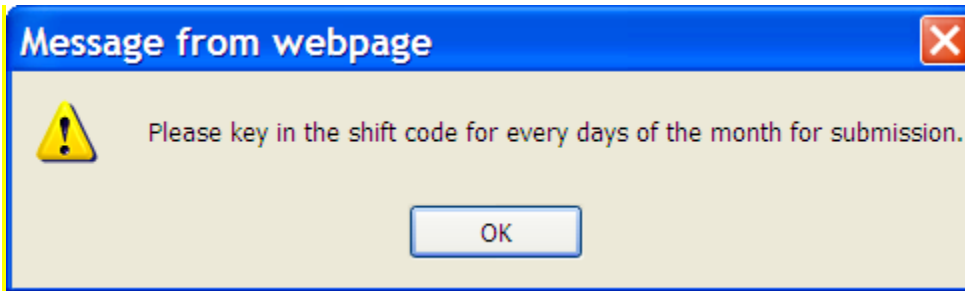 Message from webpage
Please key in the shift code for every days of the month for submission.
OK